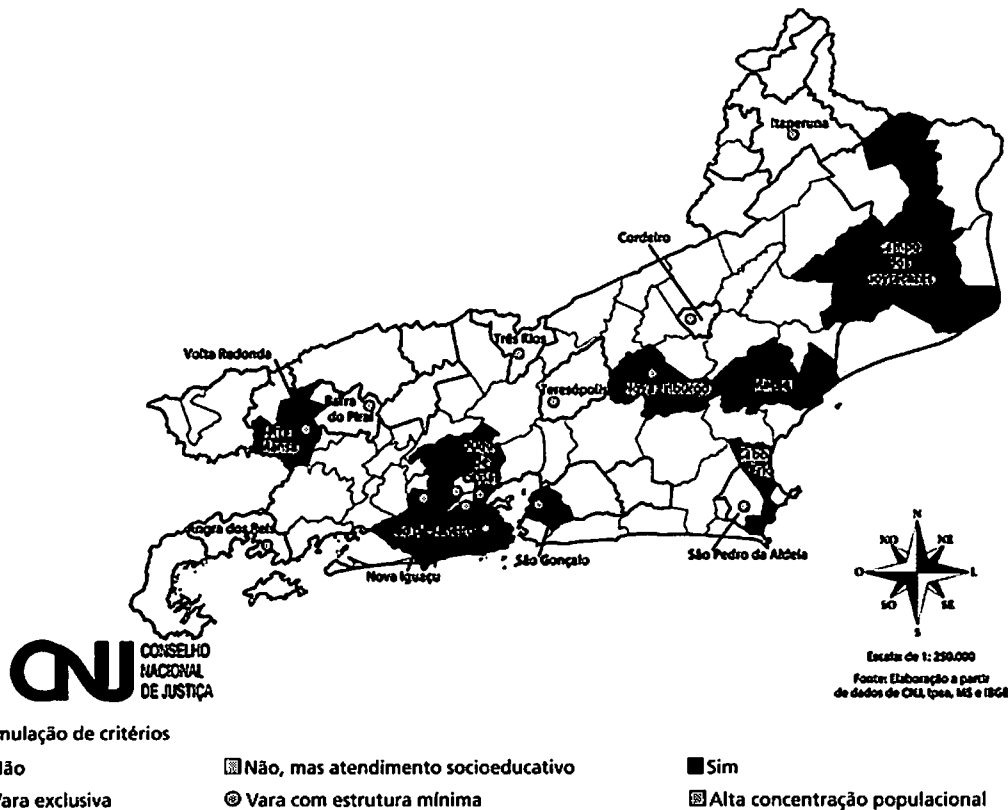 Itaperuna
Cordeiro
Três Rios
Volta Redonda
Teresópolis
Barra
do Piraí
Angra dos Reis
Nova Iguaçu
São Gonçalo
São Pedro da Aldeia
N
NO
NE
O
L
SO
SE
S
CNJ
CONSELHO
NACIONAL
DE JUSTIÇA
Escala de 1: 250.000
Fonte: Elaboração a partir
de dados de CNJ, Ipea, MS e IBGE
mulação de critérios
Não, mas atendimento socioeducativo
Sim
Vara exclusiva
Vara com estrutura mínima
Alta concentração populacional